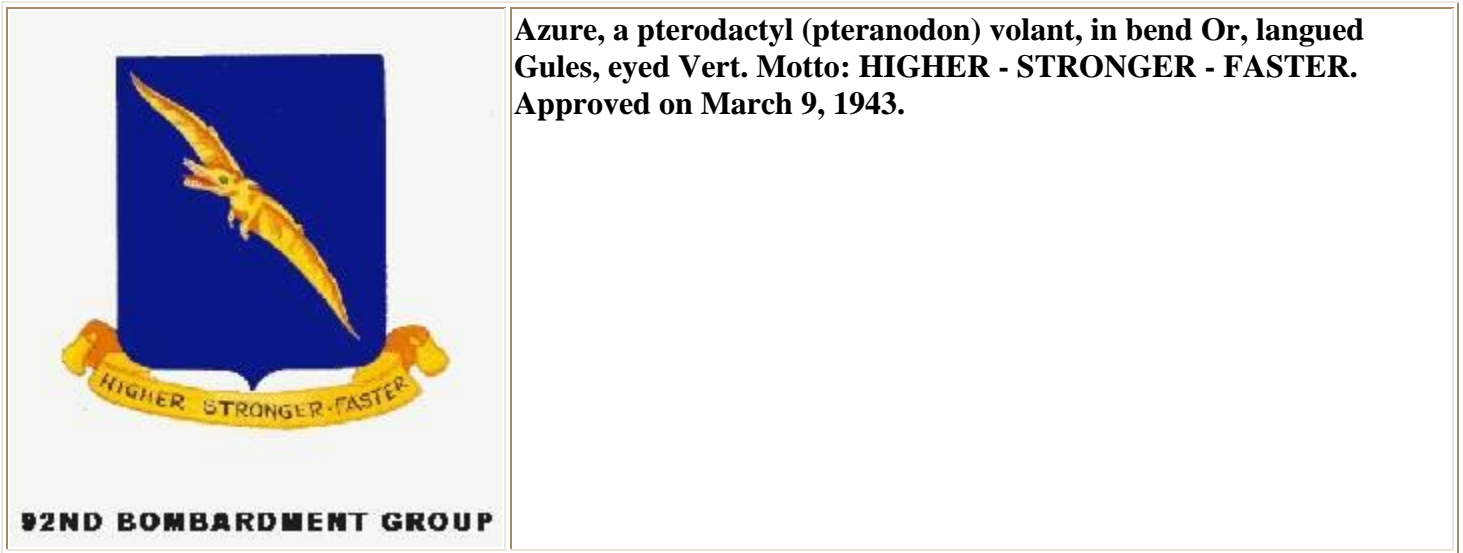 HIGHER STRONGER-FASTER
92ND BOMBARDMENT GROUP
Azure, a pterodactyl (pteranodon) volant, in bend Or, langued
Gules, eyed Vert. Motto: HIGHER - STRONGER - FASTER.
Approved on March 9, 1943.